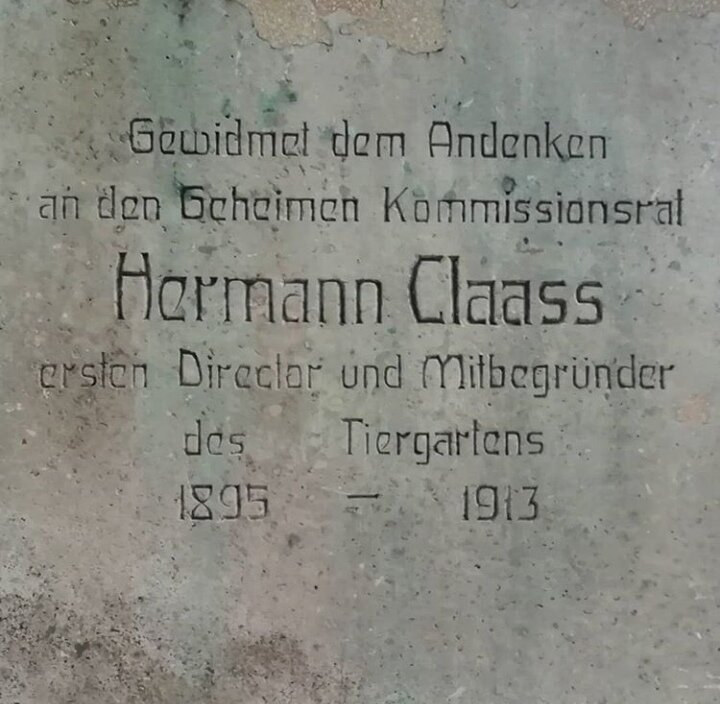 Gewidmet dem Andenken
an den Geheimen Kommissionsrat
Hermann Claass
ersten Director und Mitbegründer
des Tiergartens
1895 — 1913